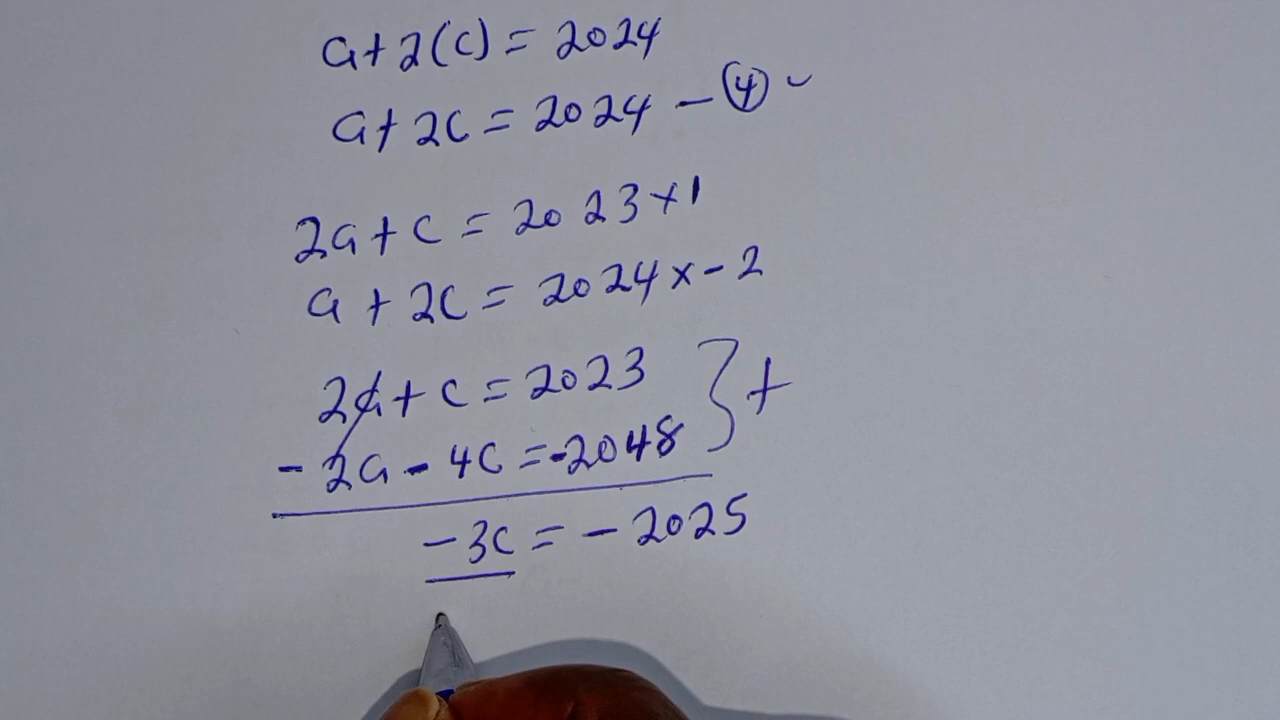 a+2(c) = 2024
a+2c = 2024 - ④ ~
2a+c = 2023 x 1
a + 2c = 2024 x - 2
2a + c = 2023 } +
- 2a - 4c = -2048
- 3c = - 2025